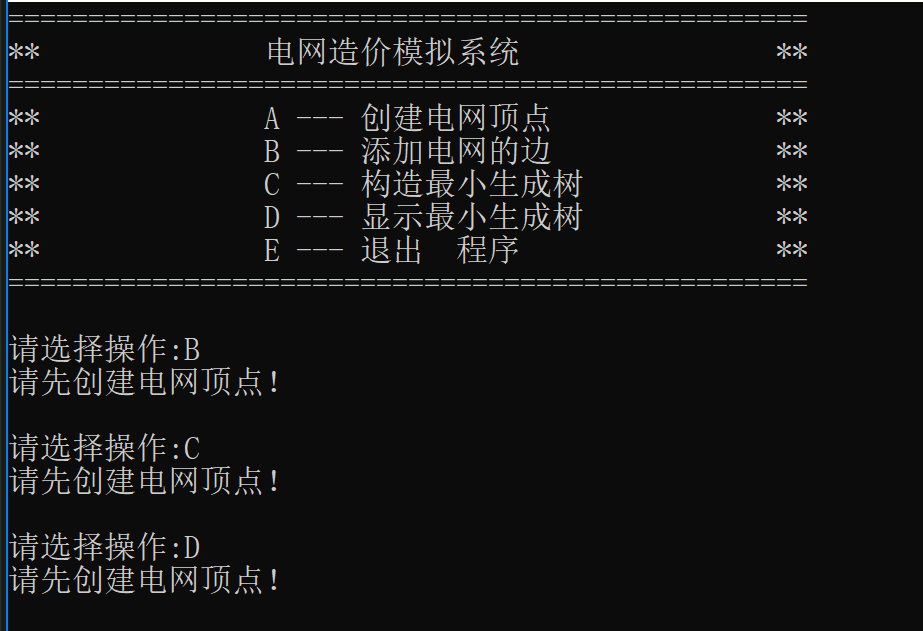 ==================================================
**              电网造价模拟系统                **
==================================================
**              A --- 创建电网顶点              **
**              B --- 添加电网的边              **
**              C --- 构造最小生成树            **
**              D --- 显示最小生成树            **
**              E --- 退出  程序                **
==================================================
请选择操作:B
请先创建电网顶点!
请选择操作:C
请先创建电网顶点!
请选择操作:D
请先创建电网顶点!